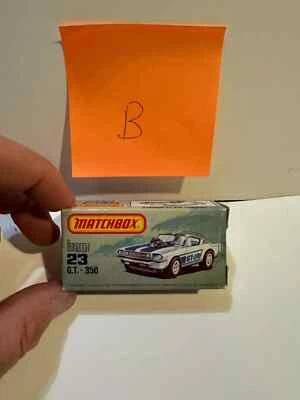 B
MATCHBOX
23
G.T. - 350